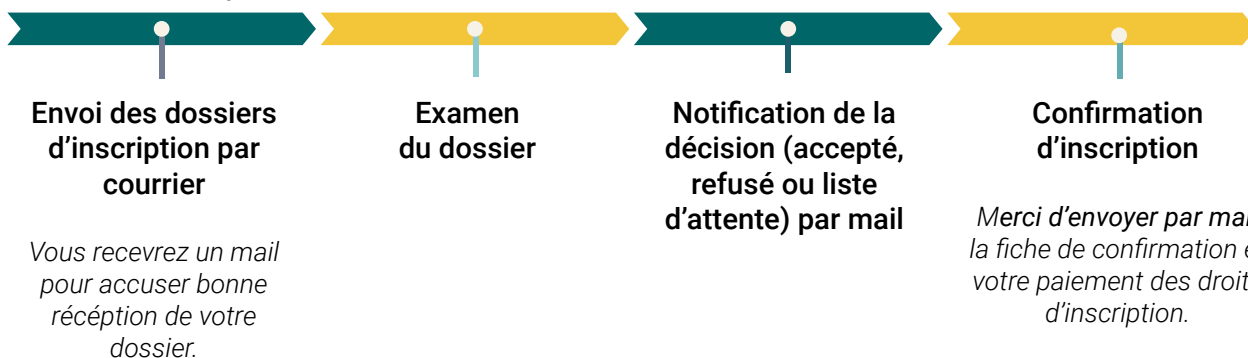 Envoi des dossiers
d’inscription par
courrier
Vous recevrez un mail
pour accuser bonne
récéption de votre
dossier.
Examen
du dossier
Notification de la
décision (accepté,
refusé ou liste
d’attente) par mail
Confirmation
d’inscription
Merci d’envoyer par mail
la fiche de confirmation
votre paiement des droits
d’inscription.